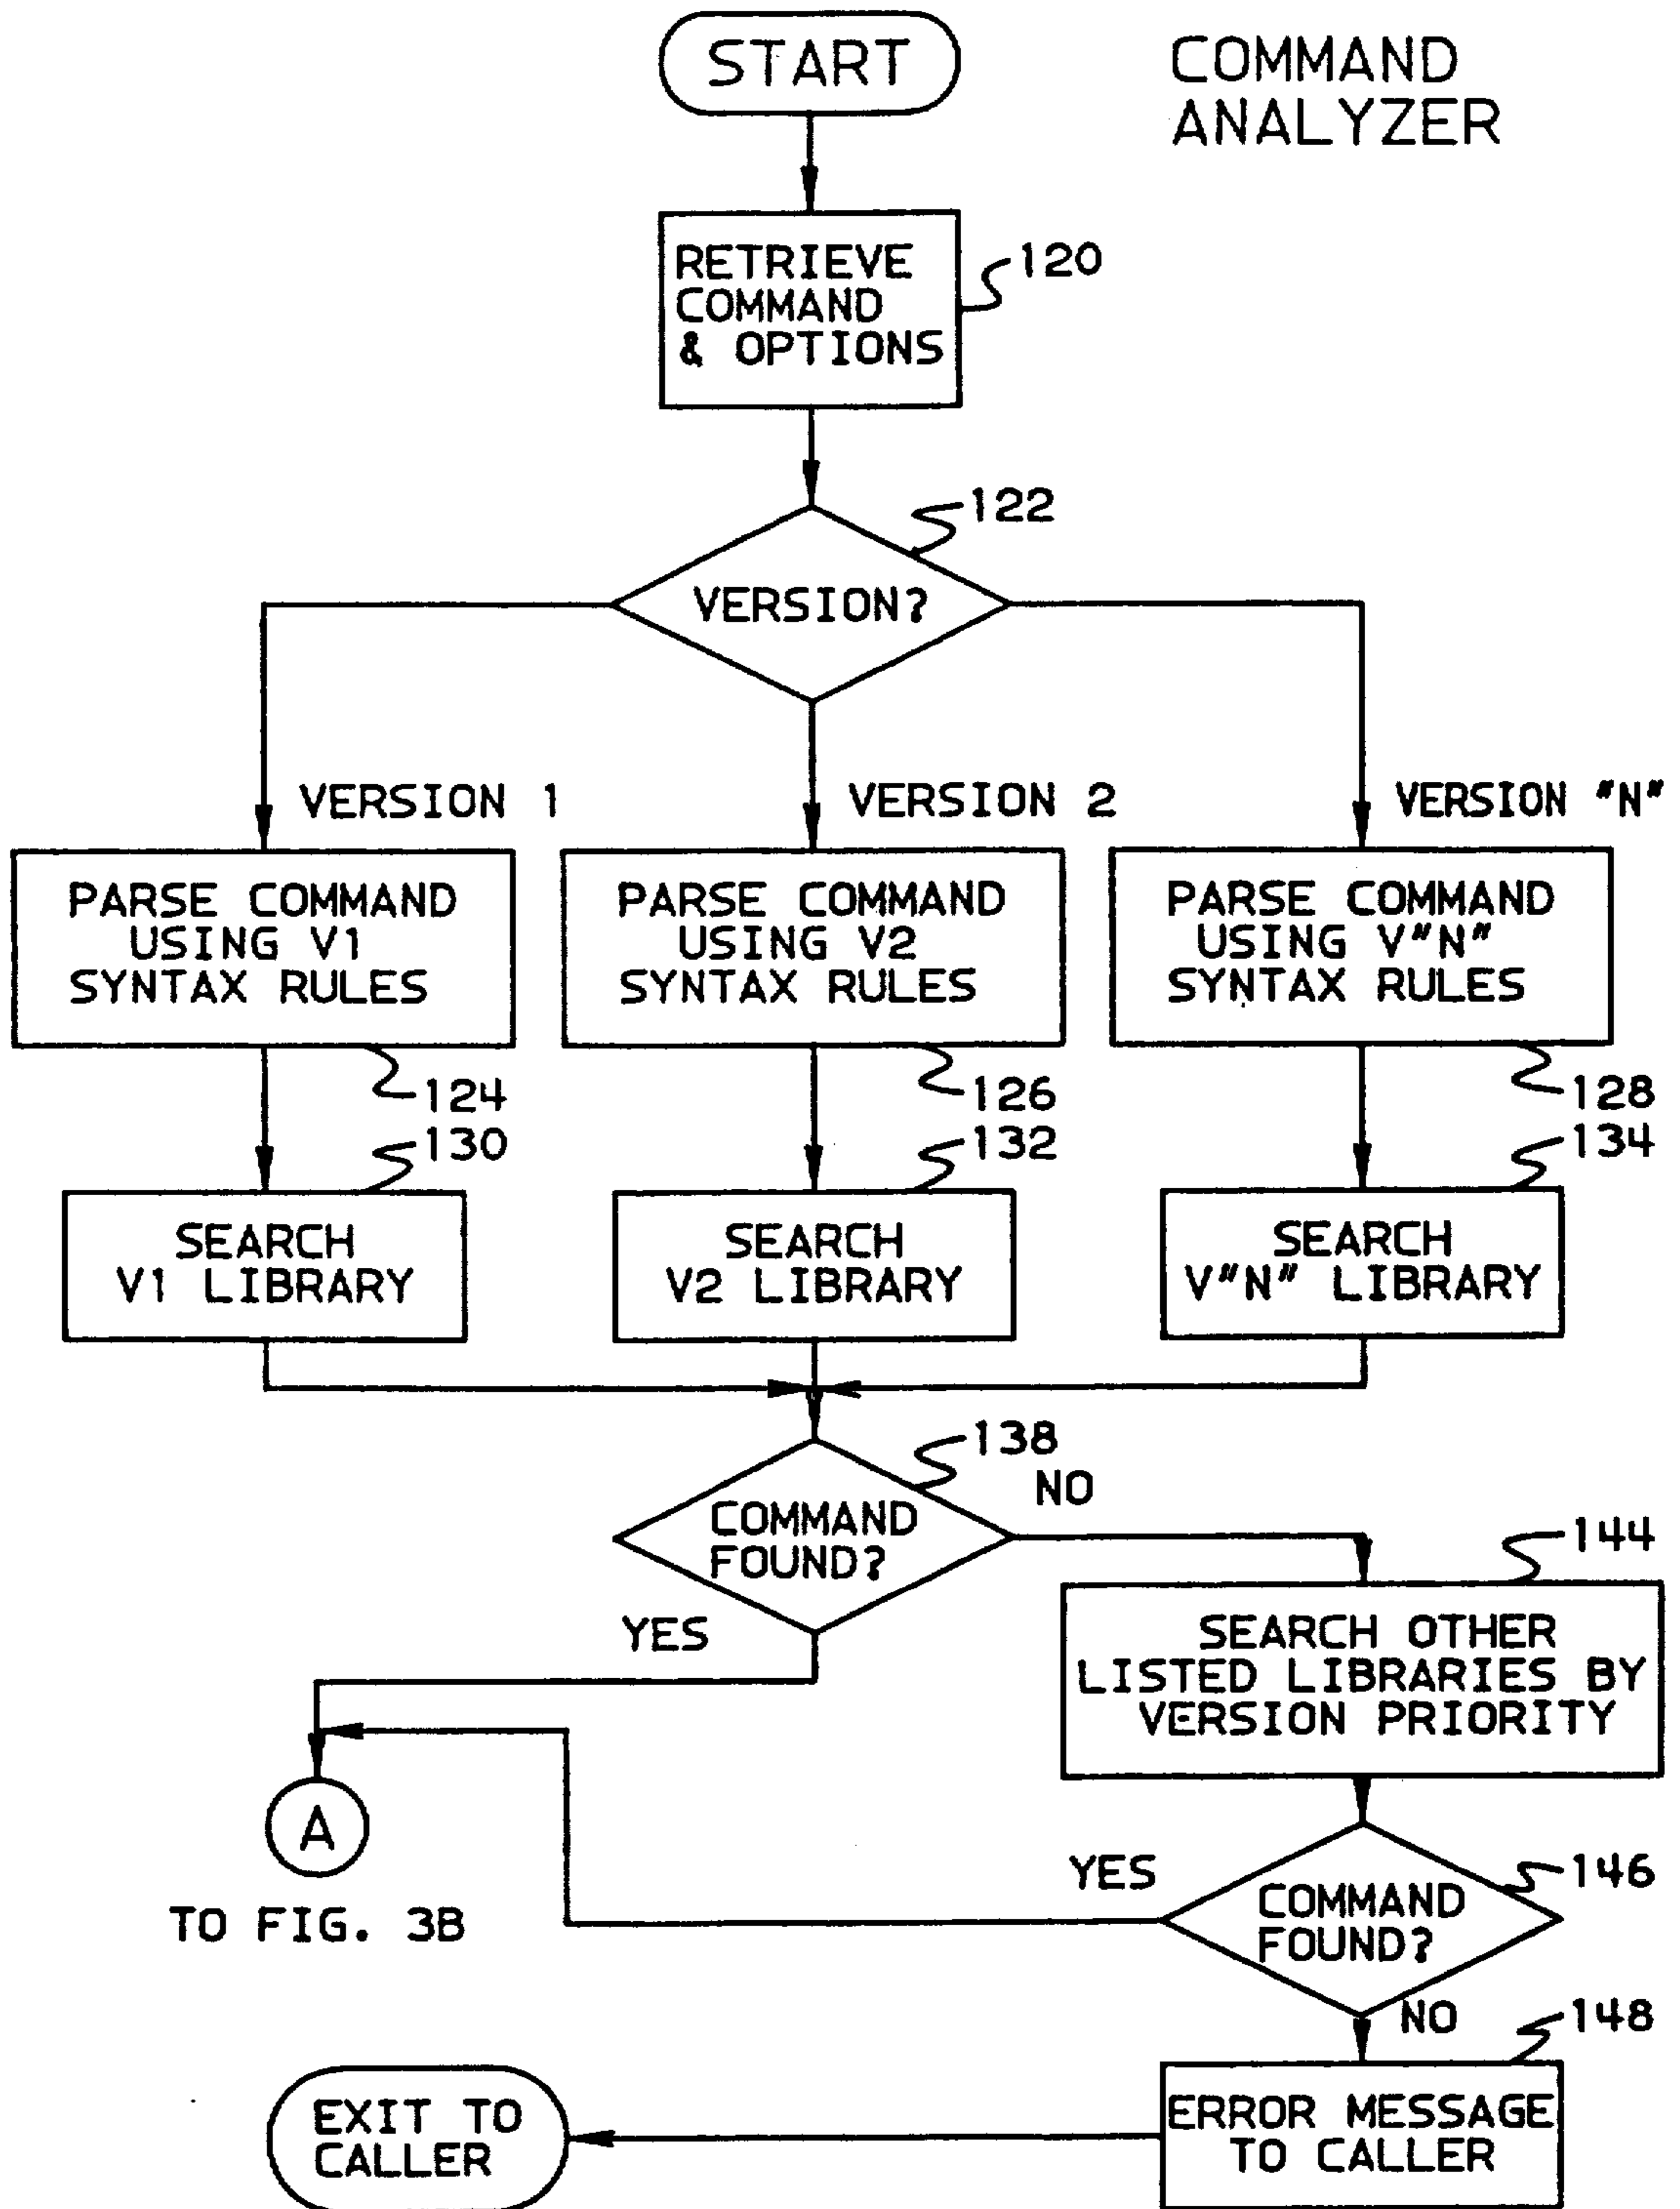 START
COMMAND
ANALYZER
RETRIEVE
COMMAND
& OPTIONS
120
122
VERSION?
VERSION 1
VERSION 2
VERSION "N"
PARSE COMMAND
USING V1
SYNTAX RULES
PARSE COMMAND
USING V2
SYNTAX RULES
PARSE COMMAND
USING V"N"
SYNTAX RULES
124
126
128
130
132
134
SEARCH
V1 LIBRARY
SEARCH
V2 LIBRARY
SEARCH
V"N" LIBRARY
138
NO
COMMAND
FOUND?
YES
144
SEARCH OTHER
LISTED LIBRARIES BY
VERSION PRIORITY
A
TO FIG. 3B
YES
146
COMMAND
FOUND?
NO
148
EXIT TO
CALLER
ERROR MESSAGE
TO CALLER